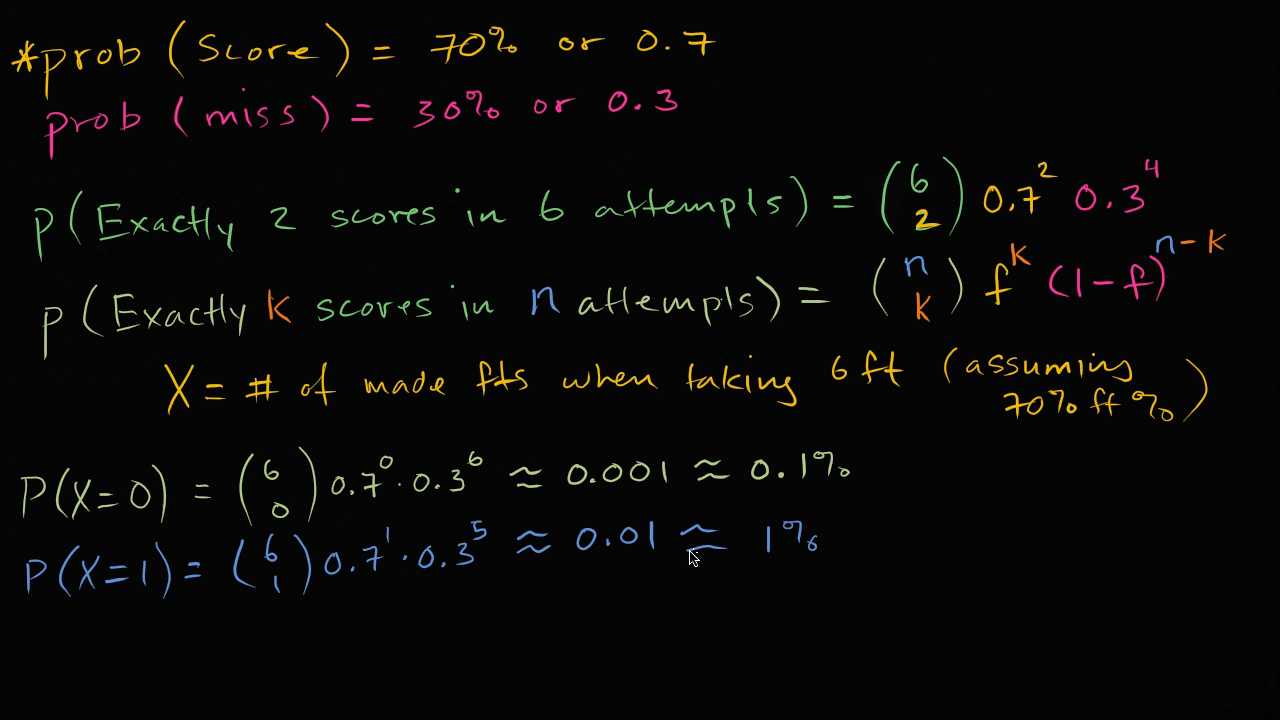 *prob (Score) = 70% or 0.7
prob (miss) = 30% or 0.3
p(Exactly 2 scores in 6 attempts) = (6 2) 0.7^2 0.3^4
p(Exactly k scores in n attempts) = (n k) f^k (1-f)^n-k
X = # of made fts when taking 6 ft (assuming
70% ft%)
P(X=0) = (6 0) 0.7^0 · 0.3^6 ≈ 0.001 ≈ 0.1%
P(X=1) = (6 1) 0.7^1 · 0.3^5 ≈ 0.01 ≈ 1%